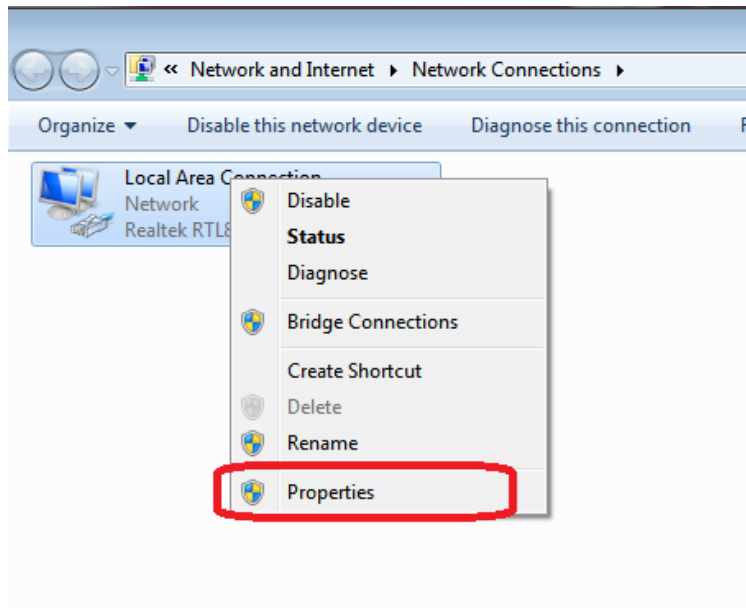 « Network and Internet ▸ Network Connections ▸
Organize ▾ Disable this network device Diagnose this connection
Local Area Connection
Network
Realtek
Disable
Status
Diagnose
Bridge Connections
Create Shortcut
Delete
Rename
Properties